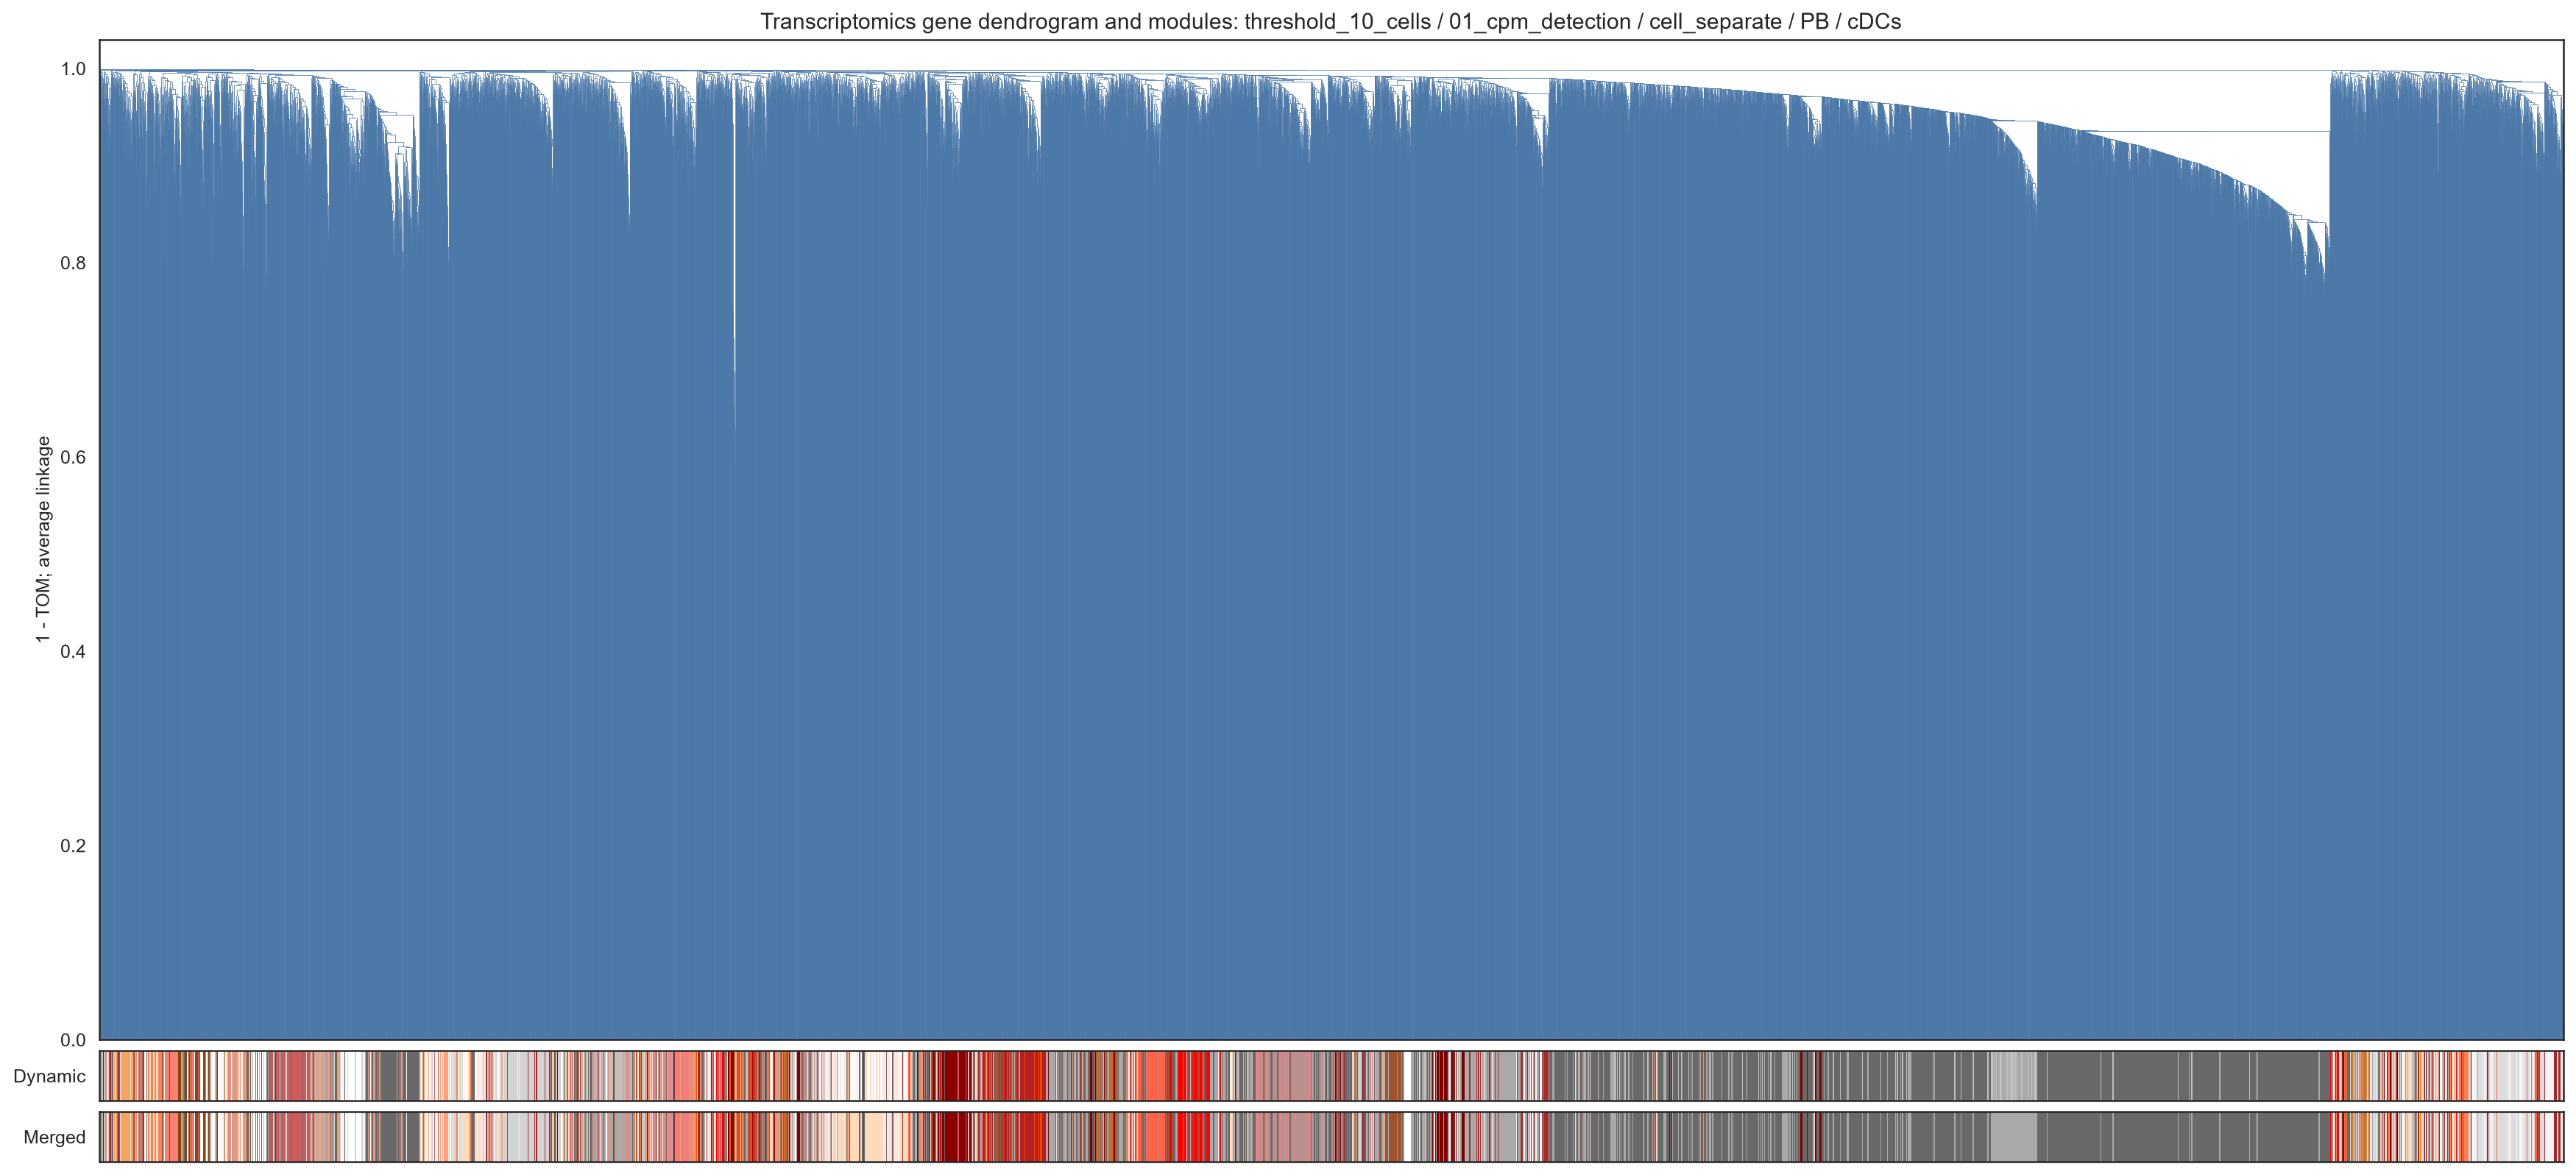 Transcriptomics gene dendrogram and modules: threshold_10_cells / 01_cpm_detection / cell_separate / PB / cDCs
1.0
0.8
0.6
0.4
0.2
0.0
1 - TOM; average linkage
Dynamic
Merged